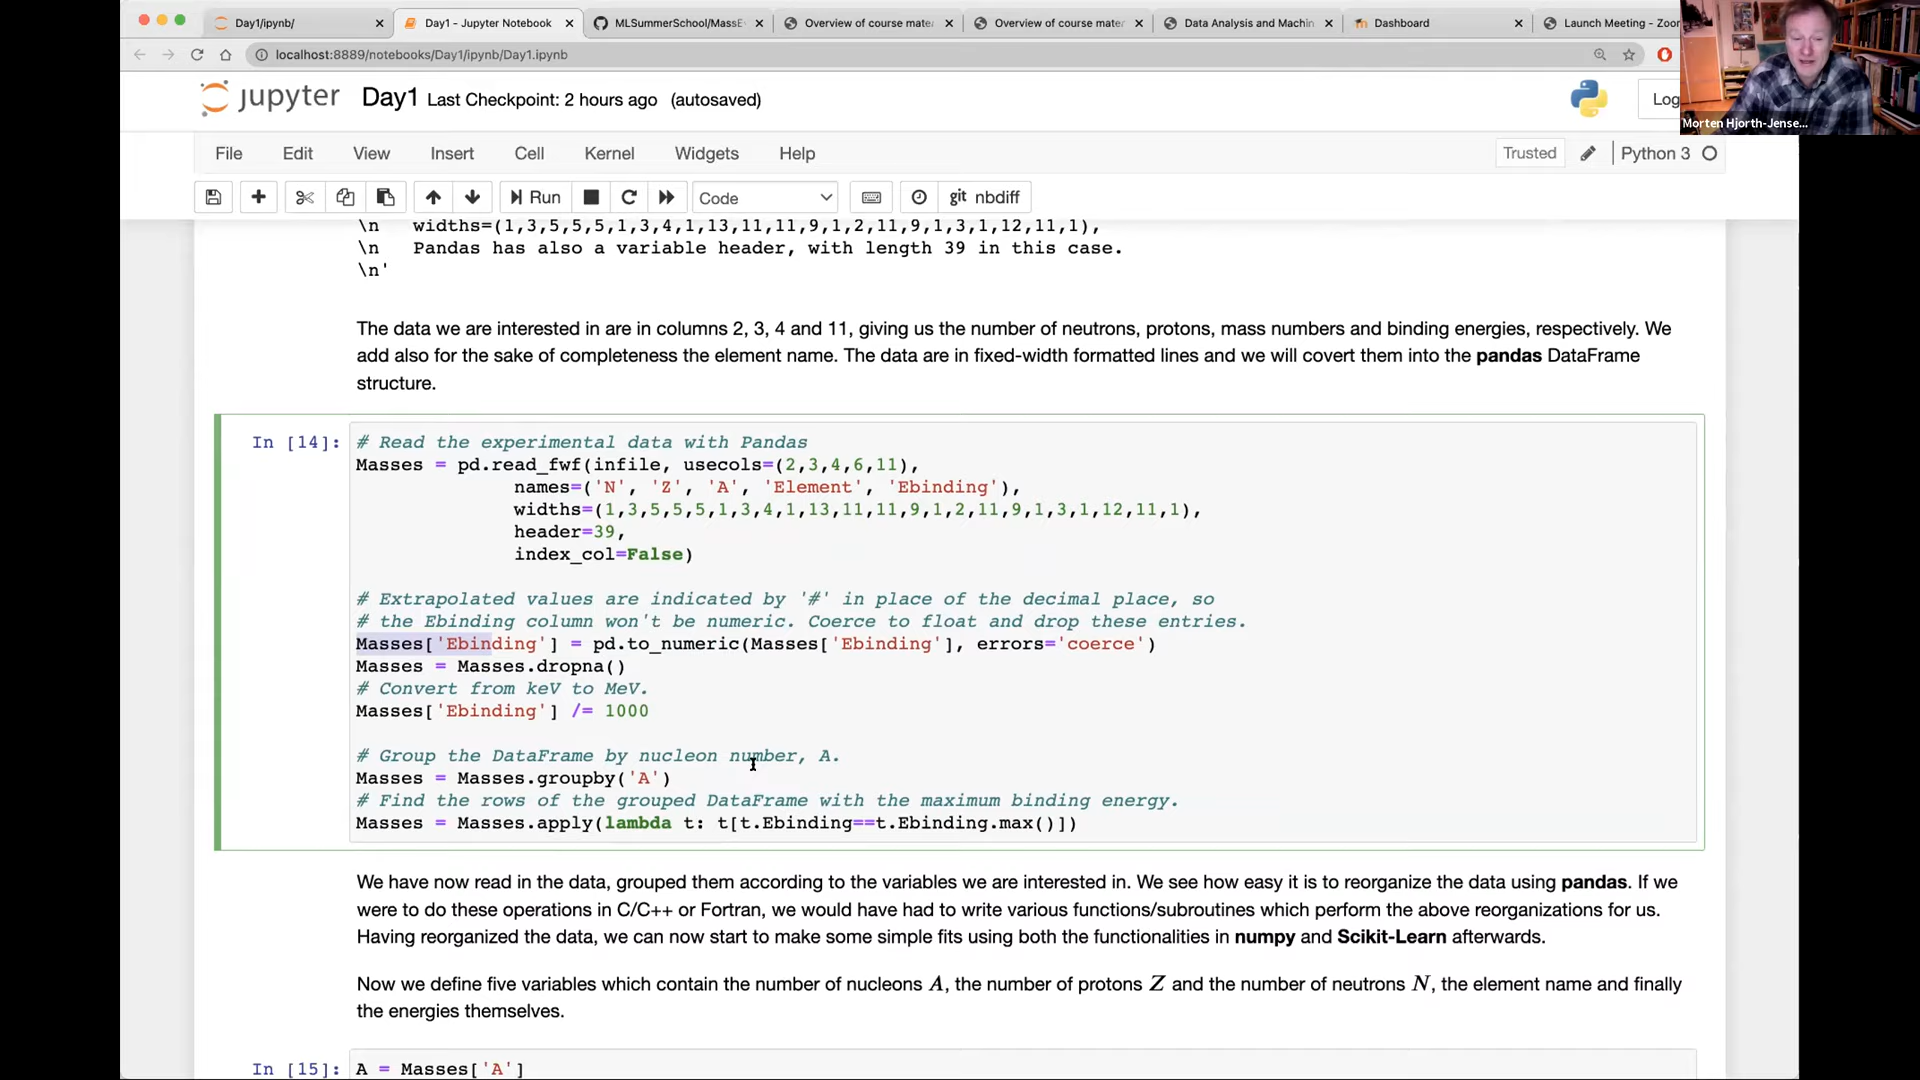 Day1/ipynb/
Day1 - Jupyter Notebook
MLSummerSchool/MassE
Overview of course mate
Overview of course mate
Data Analysis and Machin
Dashboard
Launch Meeting - Zoom
localhost:8889/notebooks/Day1/ipynb/Day1.ipynb
jupyter Day1 Last Checkpoint: 2 hours ago (autosaved)
Log
Morten Hjorth-Jense...
File Edit View Insert Cell Kernel Widgets Help
Trusted Python 3
Run Code git nbdiff
\n   widths=(1,3,5,5,5,1,3,4,1,13,11,11,9,1,2,11,9,1,3,1,12,11,1),
\n   Pandas has also a variable header, with length 39 in this case.
\n'
The data we are interested in are in columns 2, 3, 4 and 11, giving us the number of neutrons, protons, mass numbers and binding energies, respectively. We
add also for the sake of completeness the element name. The data are in fixed-width formatted lines and we will covert them into the pandas DataFrame
structure.
In [14]: # Read the experimental data with Pandas
Masses = pd.read_fwf(infile, usecols=(2,3,4,6,11),
names=('N', 'Z', 'A', 'Element', 'Ebinding'),
widths=(1,3,5,5,5,1,3,4,1,13,11,11,9,1,2,11,9,1,3,1,12,11,1),
header=39,
index_col=False)
# Extrapolated values are indicated by '#' in place of the decimal place, so
# the Ebinding column won't be numeric. Coerce to float and drop these entries.
Masses['Ebinding'] = pd.to_numeric(Masses['Ebinding'], errors='coerce')
Masses = Masses.dropna()
# Convert from keV to MeV.
Masses['Ebinding'] /= 1000
# Group the DataFrame by nucleon number, A.
Masses = Masses.groupby('A')
# Find the rows of the grouped DataFrame with the maximum binding energy.
Masses = Masses.apply(lambda t: t[t.Ebinding==t.Ebinding.max()])
We have now read in the data, grouped them according to the variables we are interested in. We see how easy it is to reorganize the data using pandas. If we
were to do these operations in C/C++ or Fortran, we would have had to write various functions/subroutines which perform the above reorganizations for us.
Having reorganized the data, we can now start to make some simple fits using both the functionalities in numpy and Scikit-Learn afterwards.
Now we define five variables which contain the number of nucleons A, the number of protons Z and the number of neutrons N, the element name and finally
the energies themselves.
In [15]: A = Masses['A']